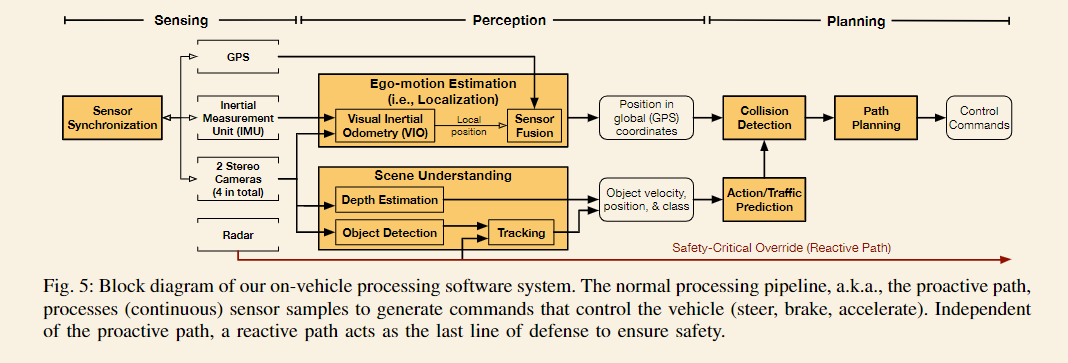 Sensing
Perception
Planning
GPS
Ego-motion Estimation
(i.e., Localization)
Sensor
Synchronization
Inertial
Measurement
Unit (IMU)
Visual Inertial
Odometry (VIO)
Local
position
Sensor
Fusion
Position in
global (GPS)
coordinates
Collision
Detection
Path
Planning
Control
Commands
2 Stereo
Cameras
(4 in total)
Scene Understanding
Depth Estimation
Object velocity,
position, & class
Action/Traffic
Prediction
Radar
Object Detection
Tracking
Safety-Critical Override (Reactive Path)
Fig. 5: Block diagram of our on-vehicle processing software system. The normal processing pipeline, a.k.a., the proactive path,
processes (continuous) sensor samples to generate commands that control the vehicle (steer, brake, accelerate). Independent
of the proactive path, a reactive path acts as the last line of defense to ensure safety.